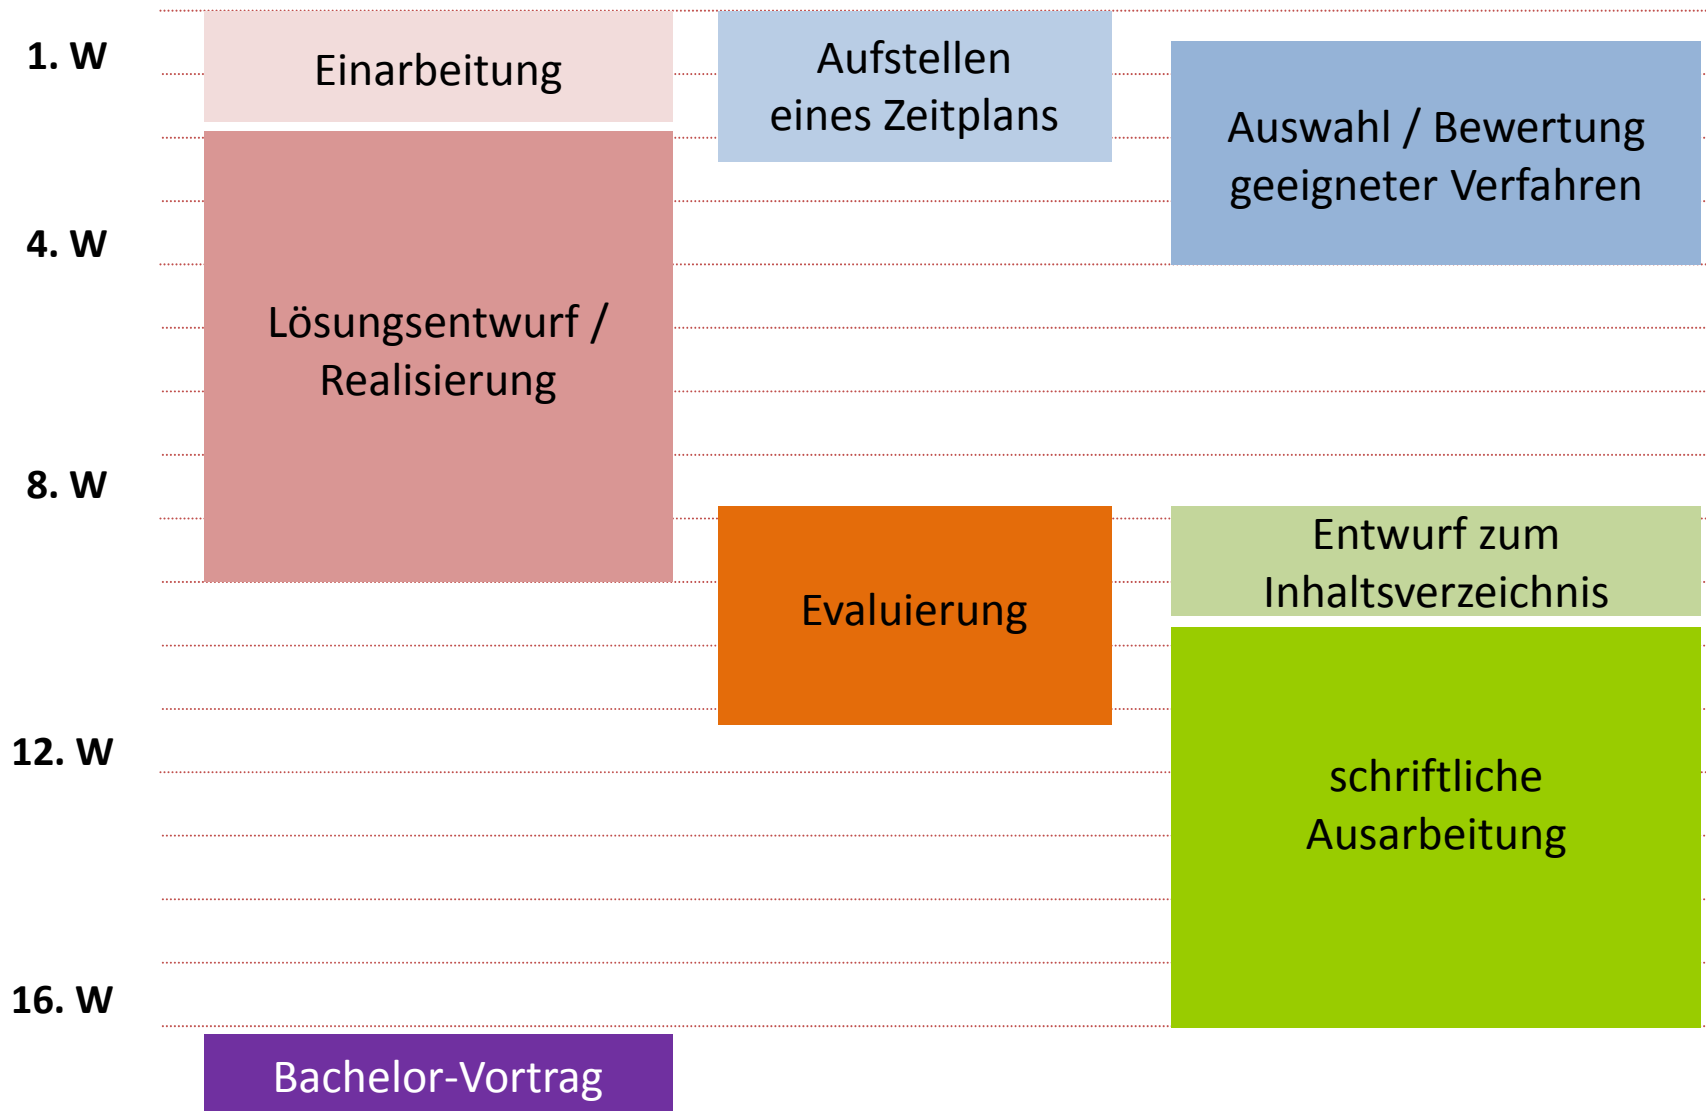 1. W
Einarbeitung
Aufstellen
eines Zeitplans
Auswahl / Bewertung
geeigneter Verfahren
4. W
Lösungsentwurf /
Realisierung
8. W
Evaluierung
Entwurf zum
Inhaltsverzeichnis
12. W
schriftliche
Ausarbeitung
16. W
Bachelor-Vortrag